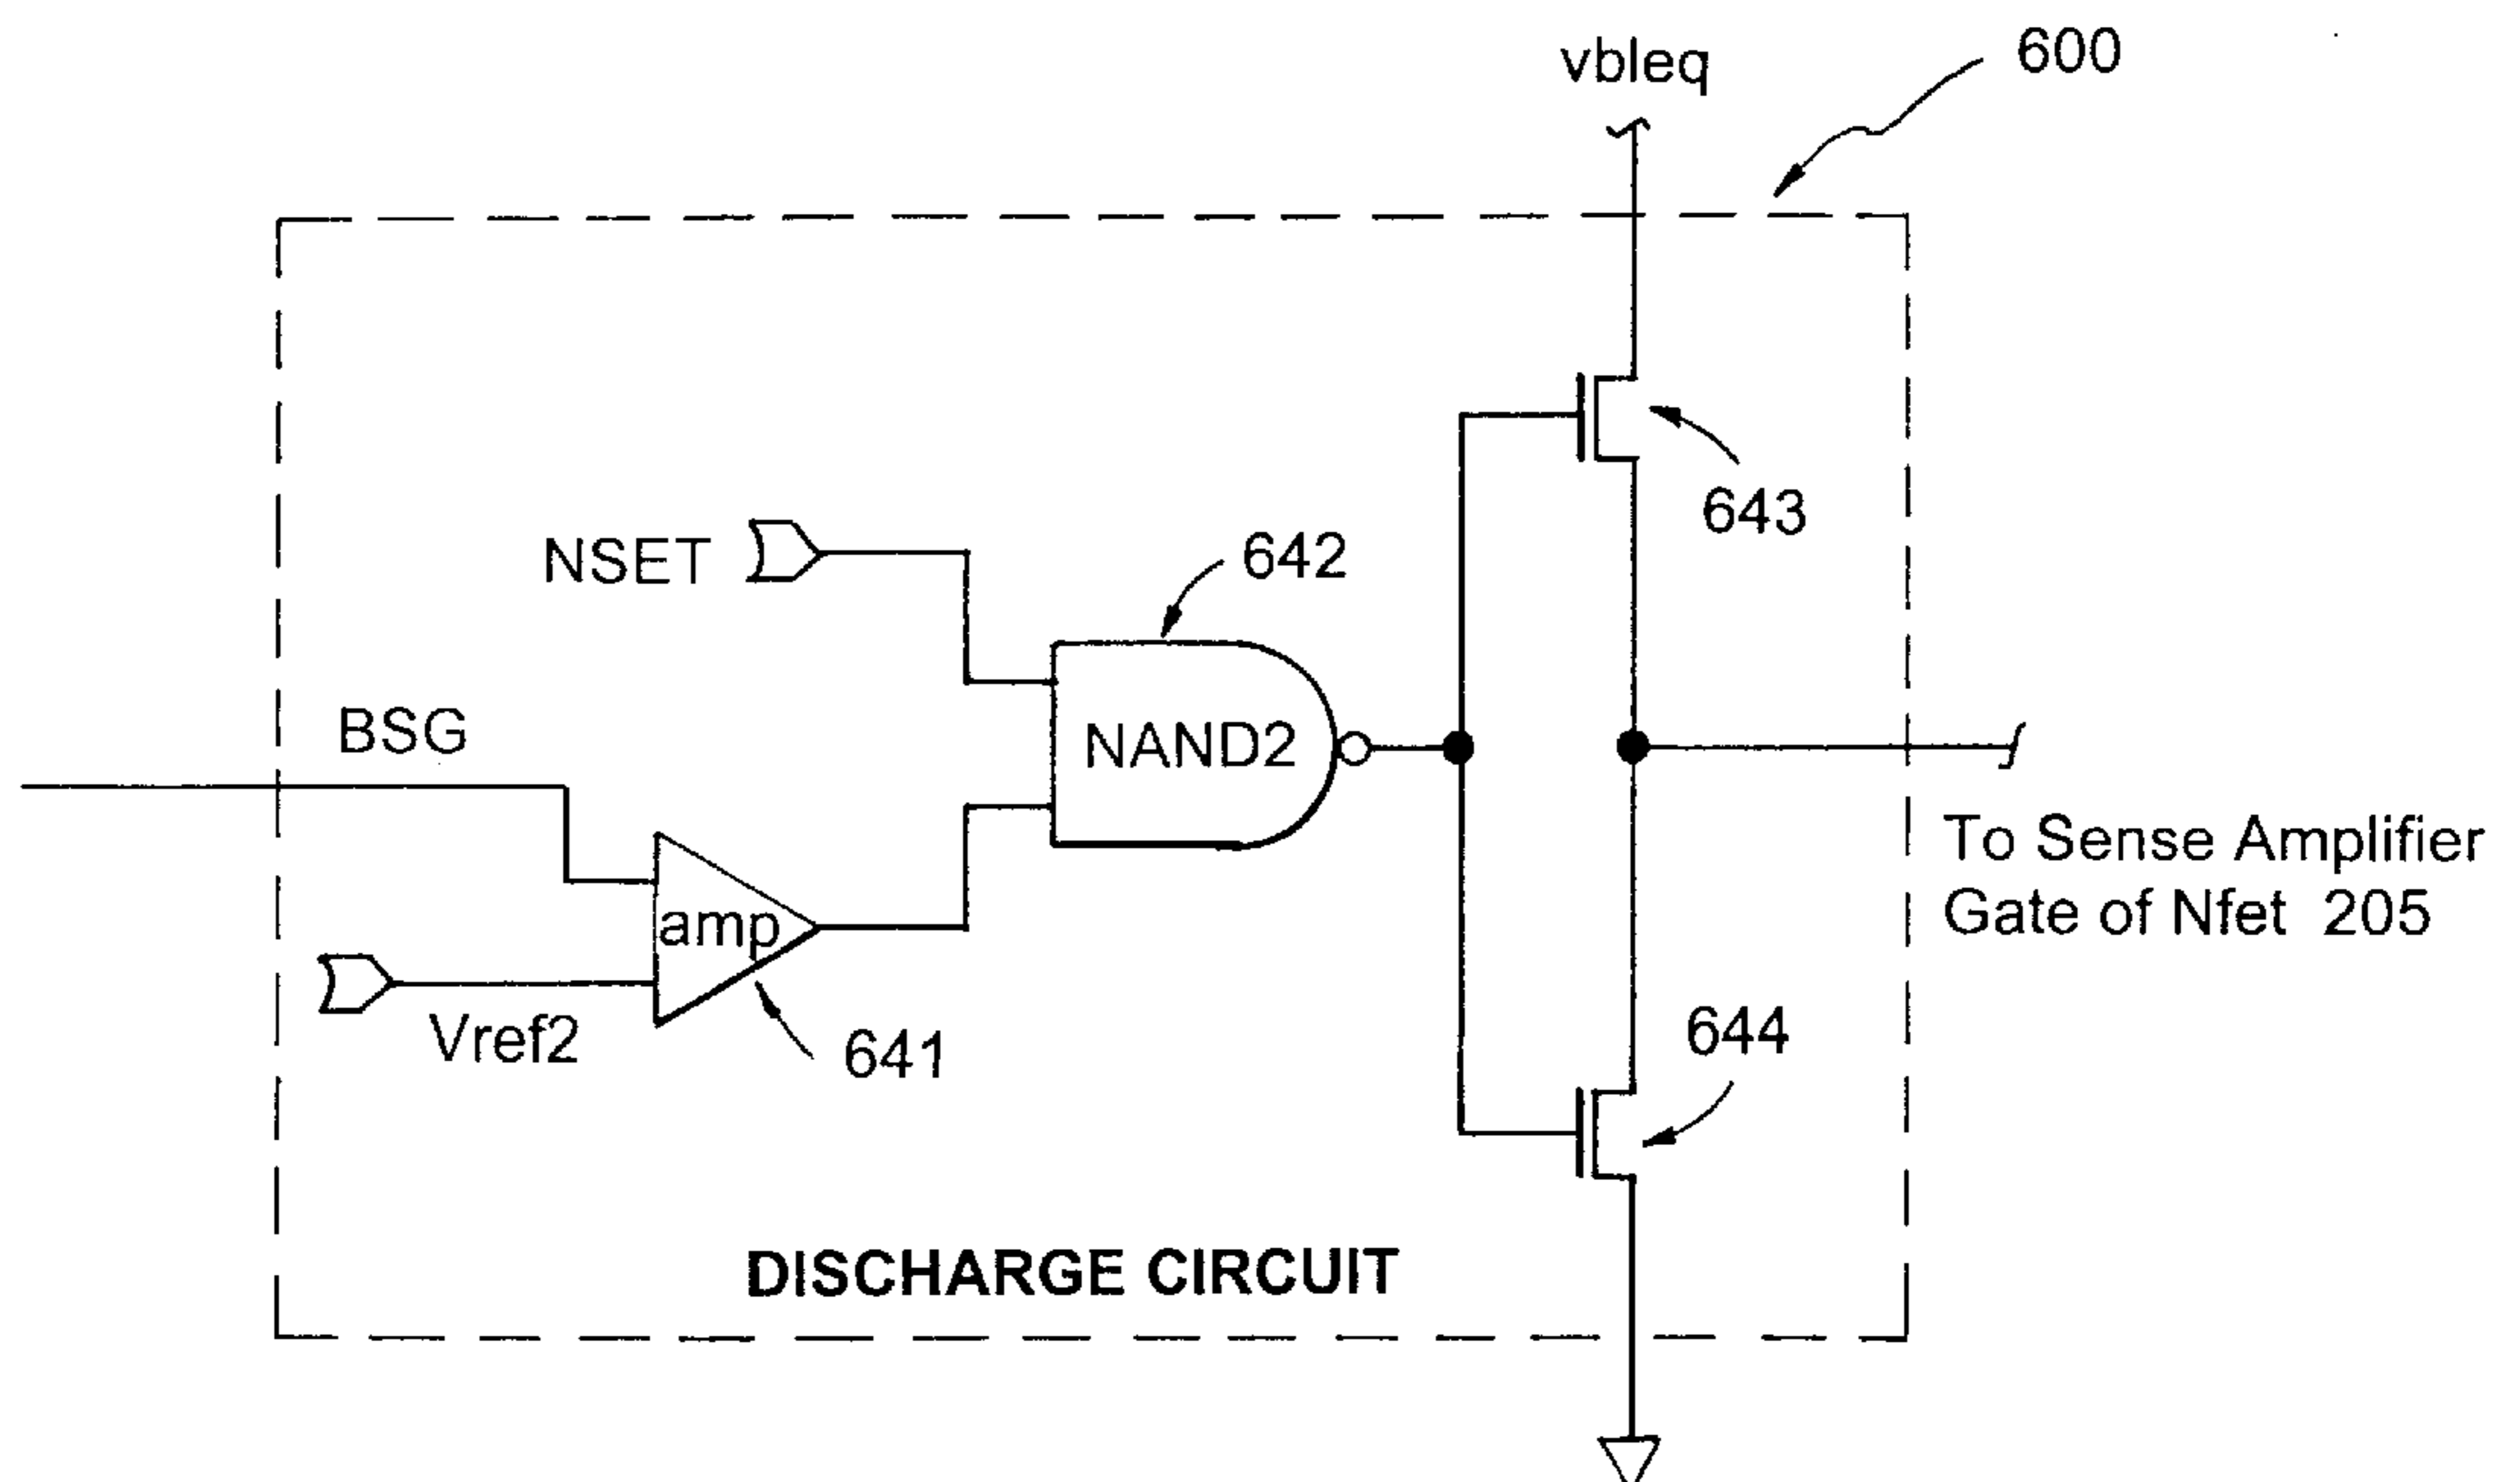 vbleq
600
643
NSET
642
BSG
NAND2
amp
Vref2
641
To Sense Amplifier
Gate of Nfet 205
644
DISCHARGE CIRCUIT